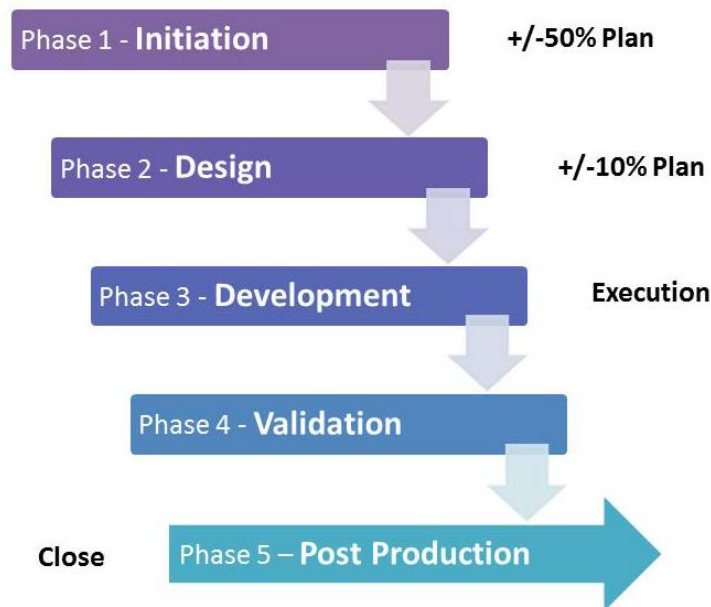 Phase 1 - Initiation
+/-50% Plan
Phase 2 - Design
+/-10% Plan
Phase 3 - Development
Execution
Phase 4 - Validation
Close
Phase 5 – Post Production